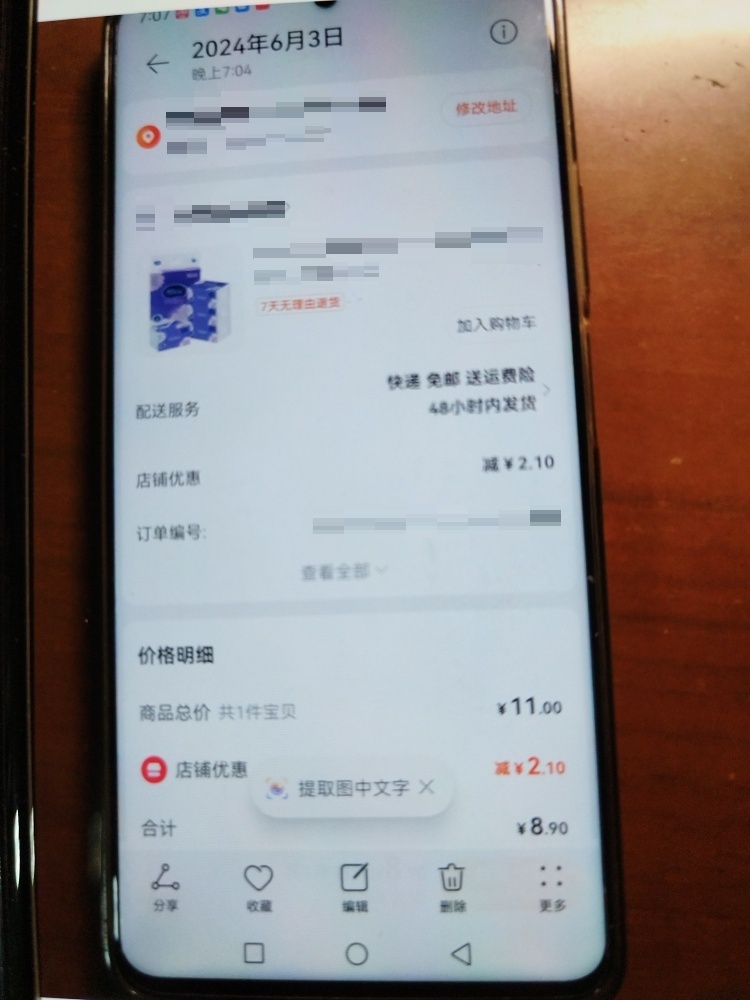 7:07
2024年6月3日
晚上7:04
修改地址
7天无理由退货
加入购物车
配送服务
快递 免邮 送运费险
48小时内发货
店铺优惠
减¥2.10
订单编号:
查看全部
价格明细
商品总价 共1件宝贝
¥11.00
店铺优惠
减¥2.10
提取图中文字
合计
¥8.90
分享
收藏
编辑
删除
更多